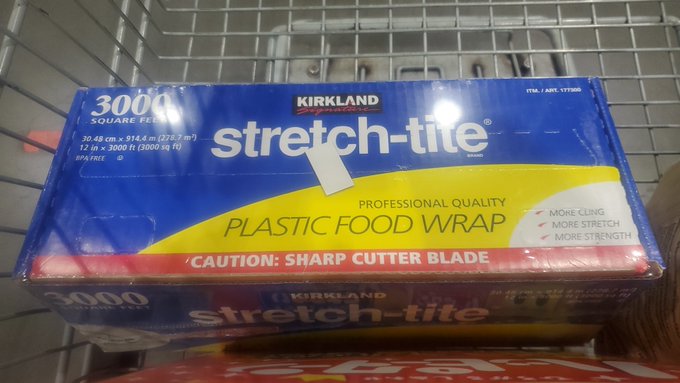 3000
SQUARE FEET
30.48 cm x 914.4 m (278.7 m²)
12 in x 3000 ft (3000 sq ft)
BPA FREE
KIRKLAND
Signature
ITM. / ART. 177300
stretch-tite®
BRAND
PROFESSIONAL QUALITY
PLASTIC FOOD WRAP
MORE CLING
MORE STRETCH
MORE STRENGTH
CAUTION: SHARP CUTTER BLADE
3000
SQUARE FEET
KIRKLAND
stretch-tite